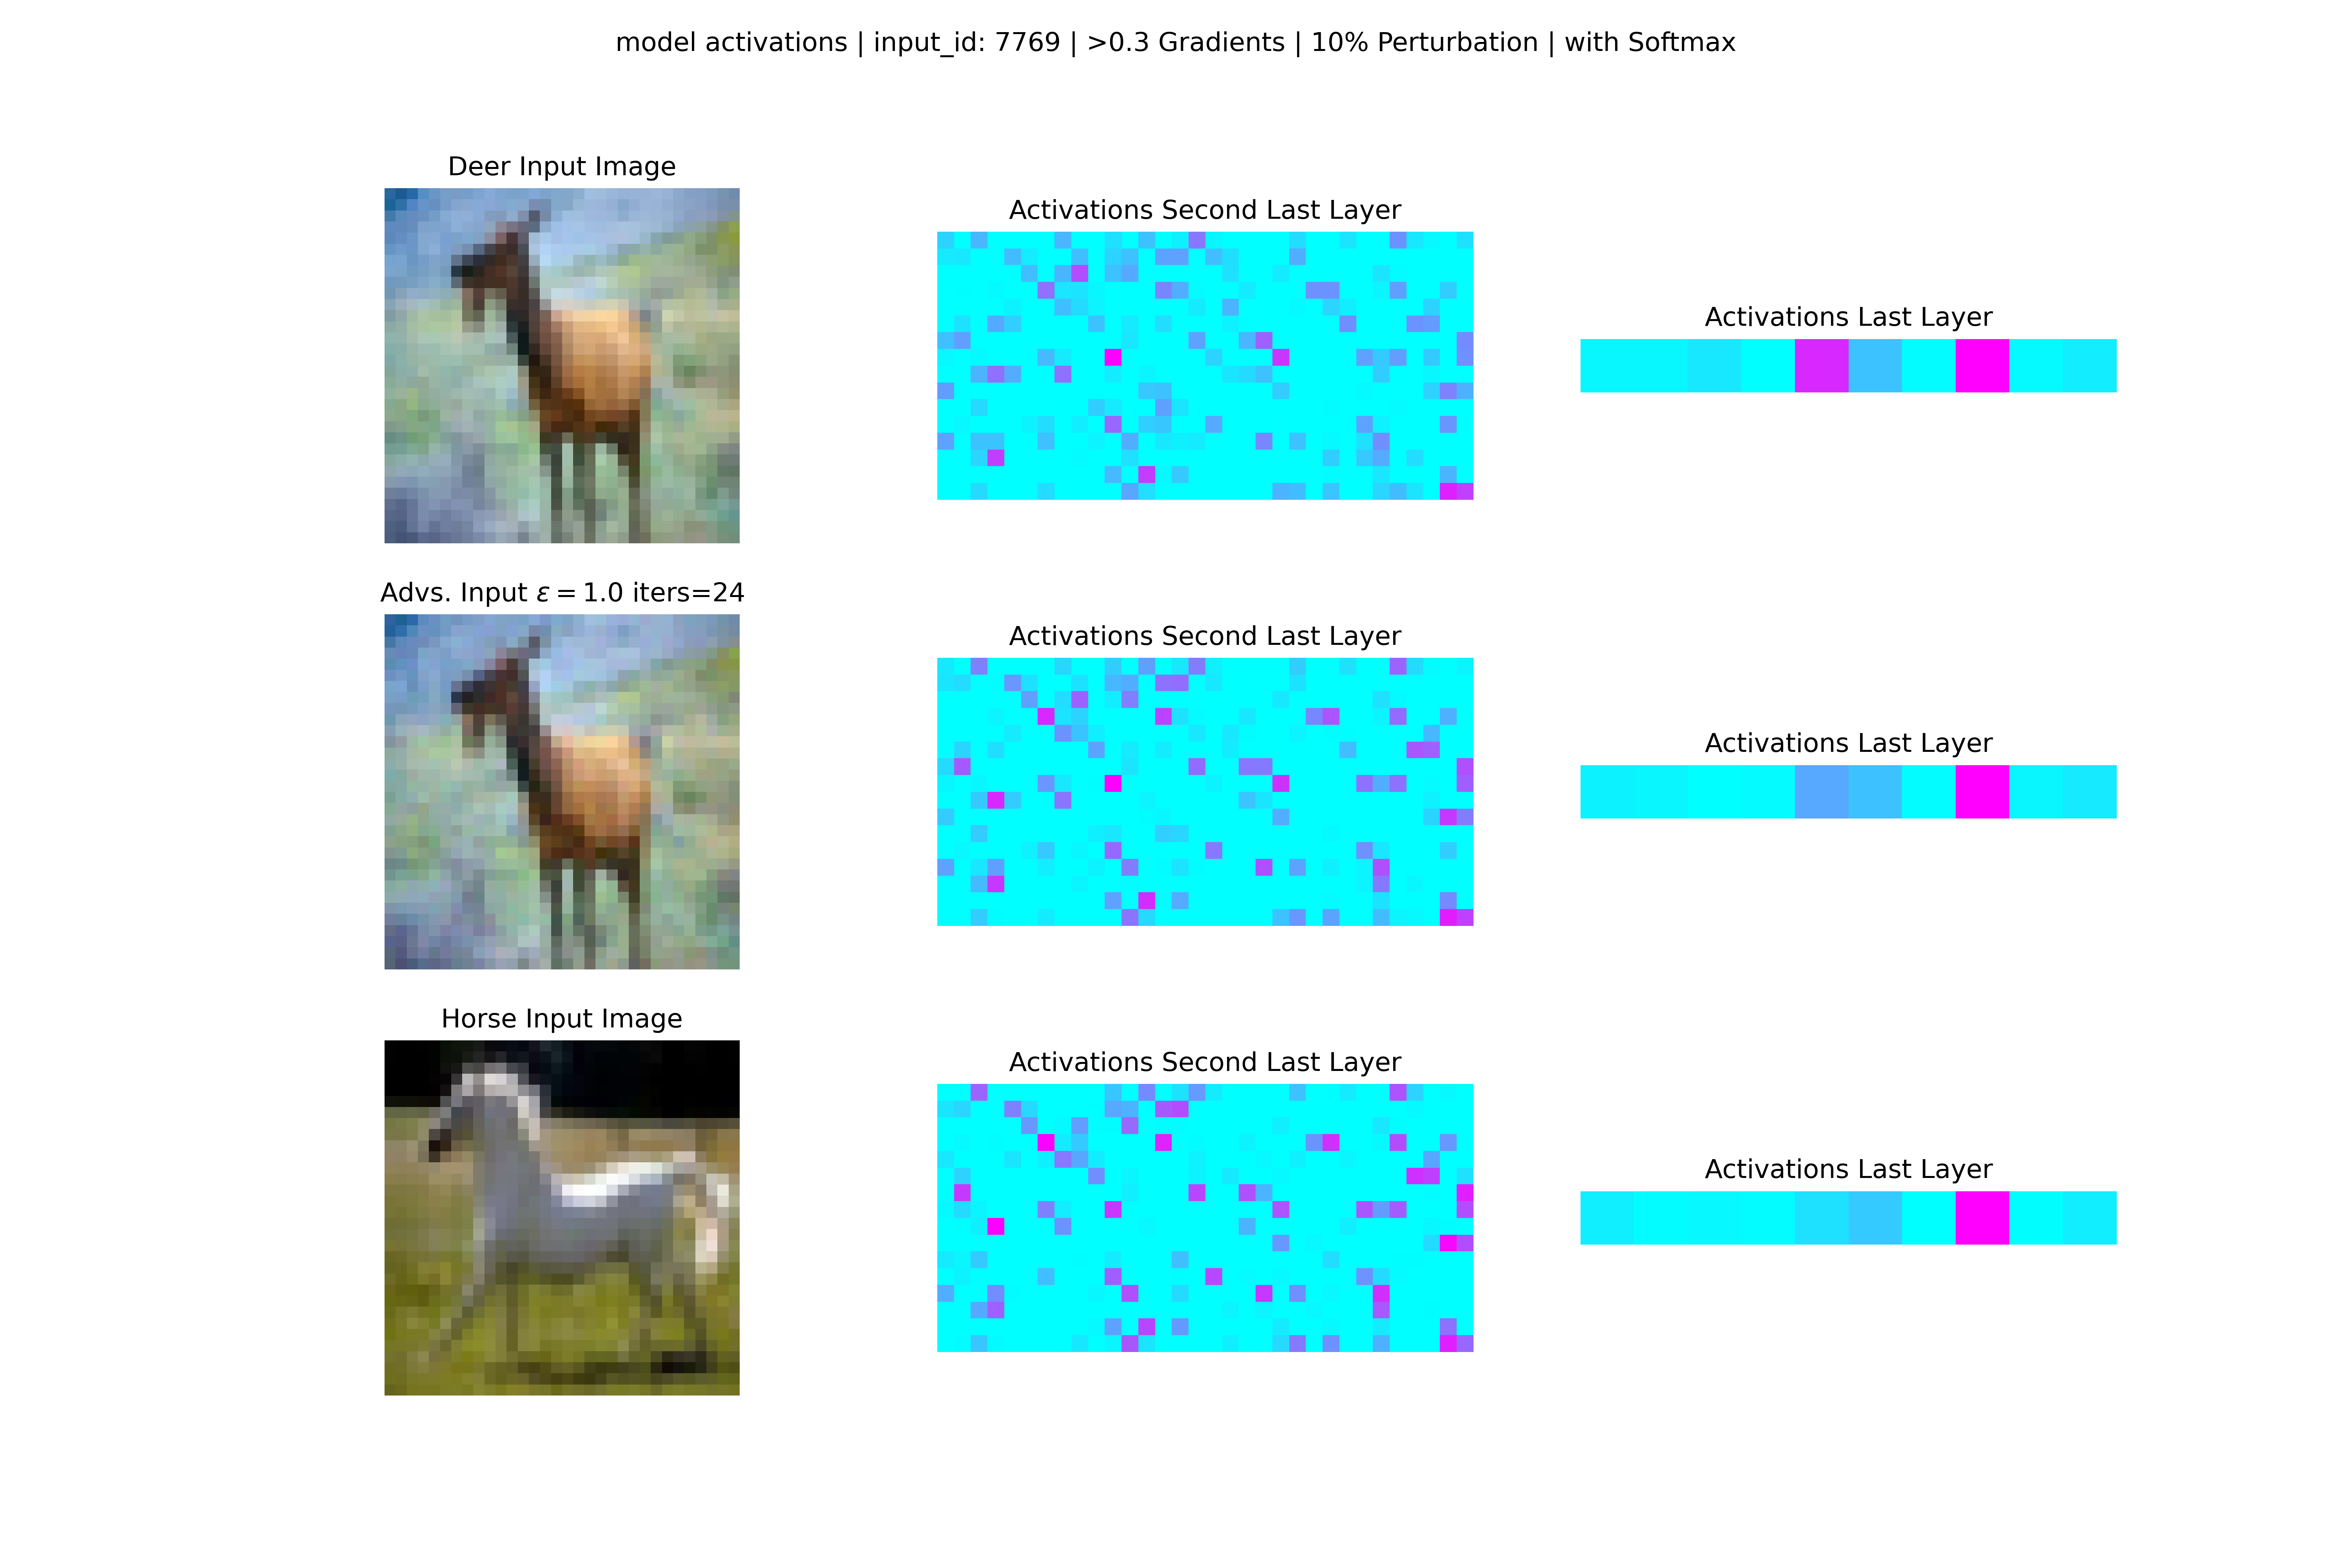 model activations | input_id: 7769 | >0.3 Gradients | 10% Perturbation | with Softmax
Deer Input Image
Activations Second Last Layer
Activations Last Layer
Advs. Input ε = 1.0 iters=24
Activations Second Last Layer
Activations Last Layer
Horse Input Image
Activations Second Last Layer
Activations Last Layer